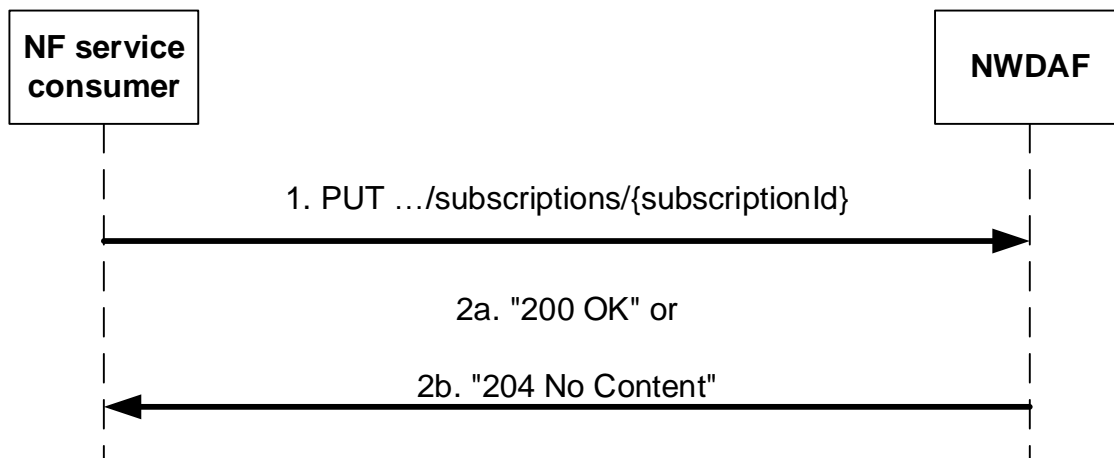 NF service
consumer
NWDAF
1. PUT …/subscriptions/{subscriptionId}
2a. "200 OK" or
2b. "204 No Content"